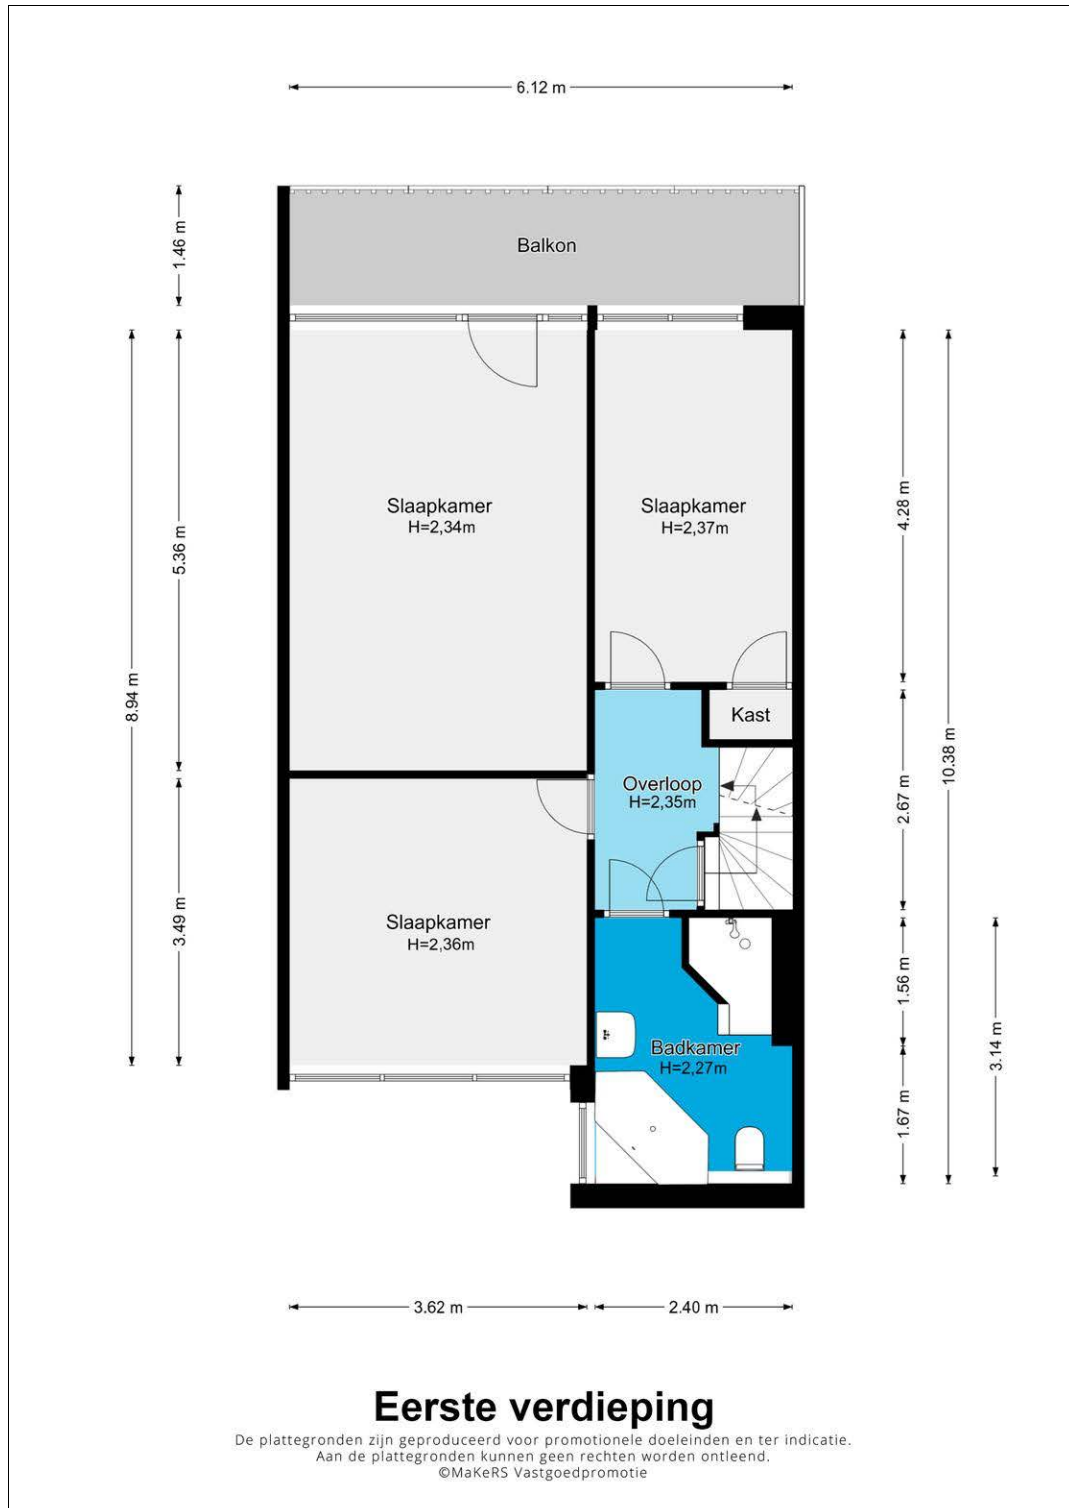 6.12 m
1.46 m
Balkon
Slaapkamer
H=2,34m
Slaapkamer
H=2,37m
4.28 m
5.36 m
8.94 m
Kast
10.38 m
Overloop
H=2,35m
2.67 m
Slaapkamer
H=2,36m
3.49 m
1.56 m
3.14 m
Badkamer
H=2,27m
1.67 m
3.62 m
2.40 m
Eerste verdieping
De plattegronden zijn geproduceerd voor promotionele doeleinden en ter indicatie.
Aan de plattegronden kunnen geen rechten worden ontleend.
©MaKeRS Vastgoedpromotie